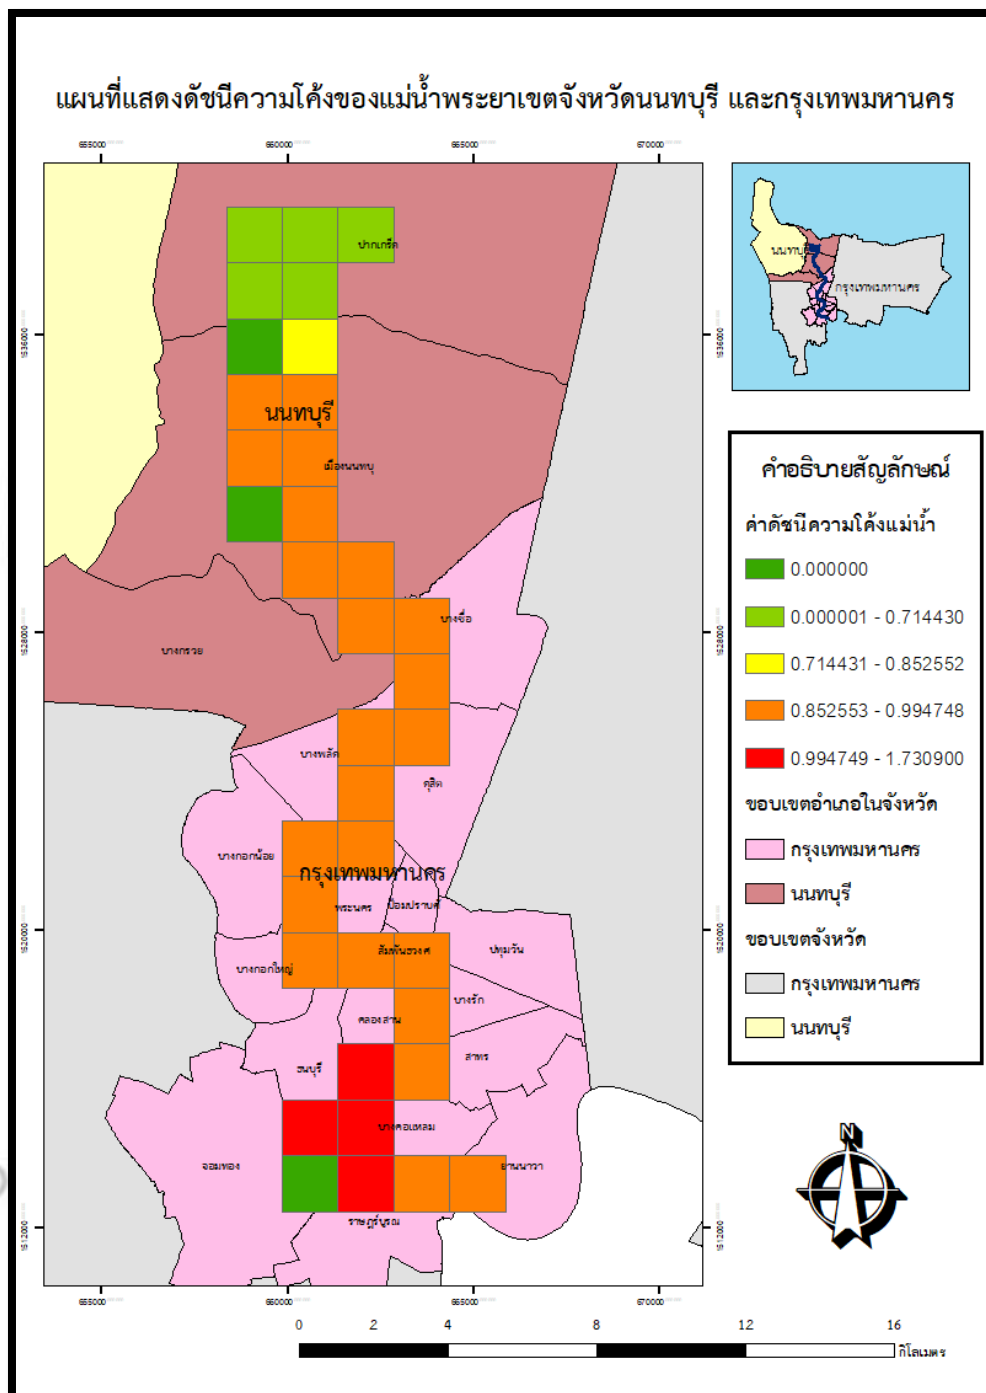 แผนที่แสดงดัชนีความโค้งของแม่น้ำพระยาเขตจังหวัดนนทบุรี และกรุงเทพมหานคร
655000
660000
665000
670000
ปากเกร็ด
1536000
1536000
นนทบุรี
เมืองนนทบุ
บางซื่อ
1528000
1528000
บางกรวย
บางพลัด
ดุสิต
บางกอกน้อย
กรุงเทพมหานคร
พระนคร
ป้อมปราบศั
1520000
1520000
สัมพันธวงศ์
ปทุมวัน
บางกอกใหญ่
บางรัก
คลองสาน
สาทร
ธนบุรี
บางคอแหลม
จอมทอง
ยานนาวา
ราษฎร์บูรณ
1512000
1512000
655000
660000
665000
670000
0
2
4
8
12
16
กิโลเมตร
นนทบุรี
กรุงเทพมหานคร
คำอธิบายสัญลักษณ์
ค่าดัชนีความโค้งแม่น้ำ
0.000000
0.000001 - 0.714430
0.714431 - 0.852552
0.852553 - 0.994748
0.994749 - 1.730900
ขอบเขตอำเภอในจังหวัด
กรุงเทพมหานคร
นนทบุรี
ขอบเขตจังหวัด
กรุงเทพมหานคร
นนทบุรี
N